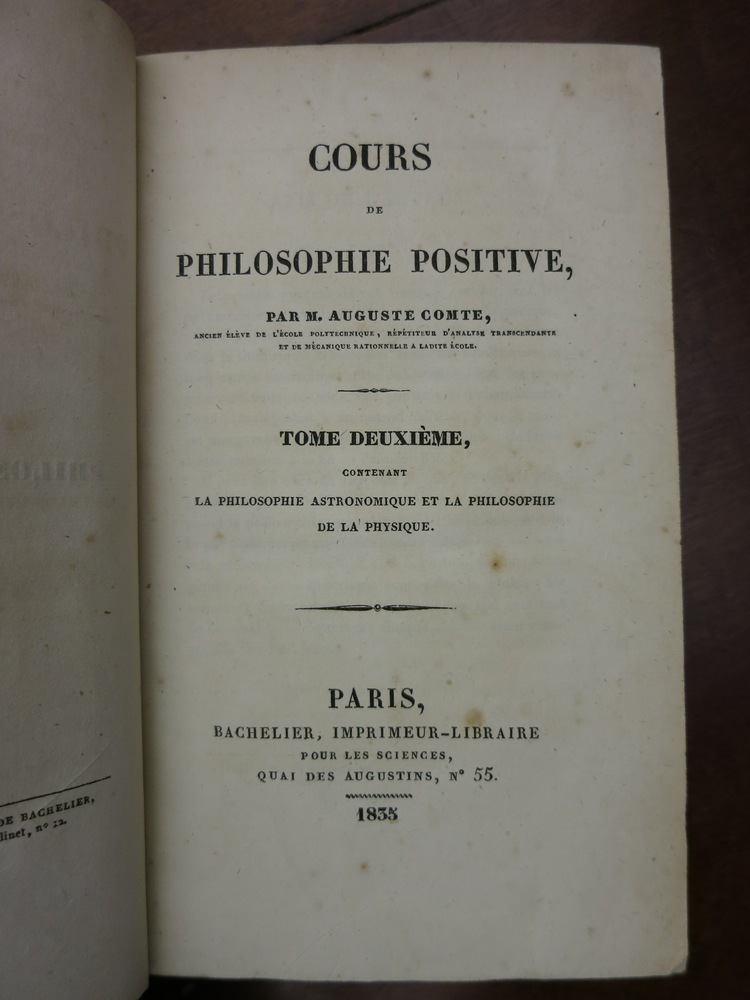 COURS
DE
PHILOSOPHIE POSITIVE,
PAR M. AUGUSTE COMTE,
ANCIEN ÉLÈVE DE L'ÉCOLE POLYTECHNIQUE, RÉPÉTITEUR D'ANALYSE TRANSCENDANTE
ET DE MÉCANIQUE RATIONNELLE A LADITE ÉCOLE.
TOME DEUXIÈME,
CONTENANT
LA PHILOSOPHIE ASTRONOMIQUE ET LA PHILOSOPHIE
DE LA PHYSIQUE.
PARIS,
BACHELIER, IMPRIMEUR-LIBRAIRE
POUR LES SCIENCES,
QUAI DES AUGUSTINS, N° 55.
1835
DE BACHELIER,
linet, n° 12.